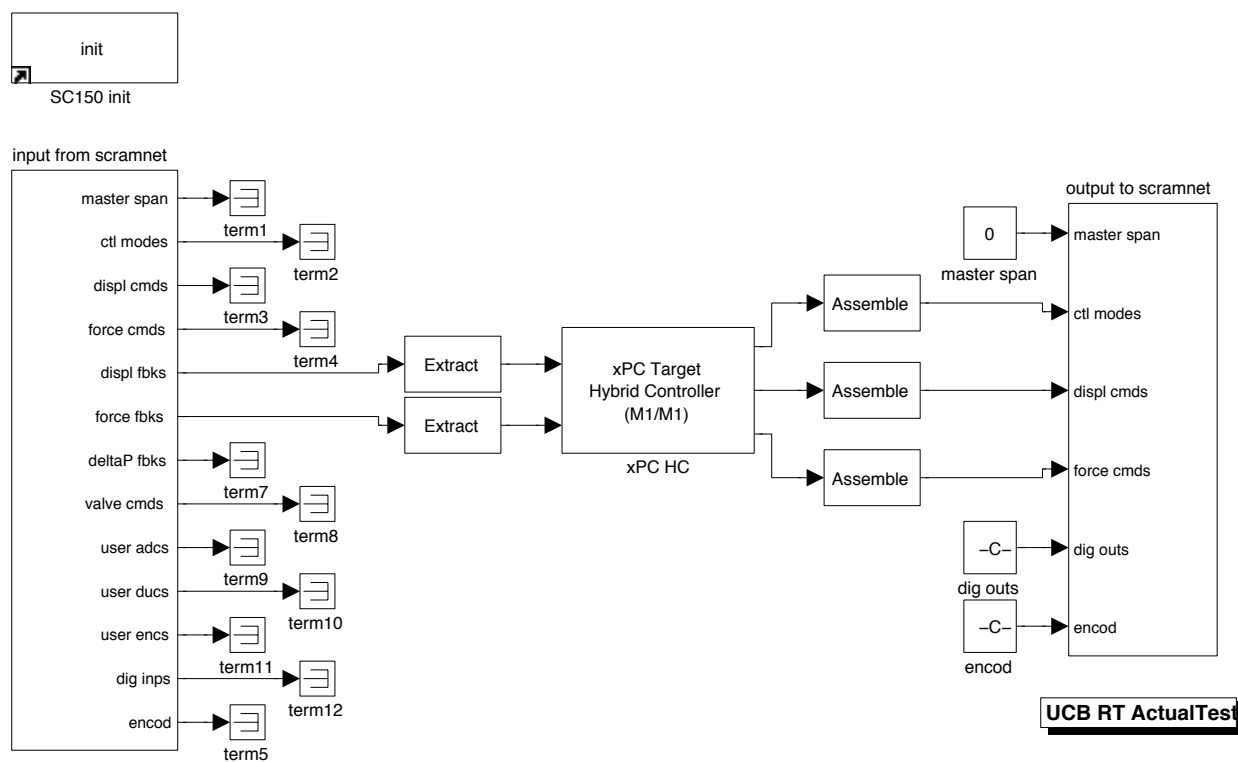 init
SC150 init
input from scramnet
master span
ctl modes
displ cmds
force cmds
displ fbks
force fbks
deltaP fbks
valve cmds
user adcs
user ducs
user encs
dig inps
encod
term1
term2
term3
term4
term7
term8
term9
term10
term11
term12
term5
Extract
Extract
xPC Target
Hybrid Controller
(M1/M1)
xPC HC
Assemble
Assemble
Assemble
0
master span
–C–
dig outs
–C–
encod
output to scramnet
master span
ctl modes
displ cmds
force cmds
dig outs
encod
UCB RT ActualTest